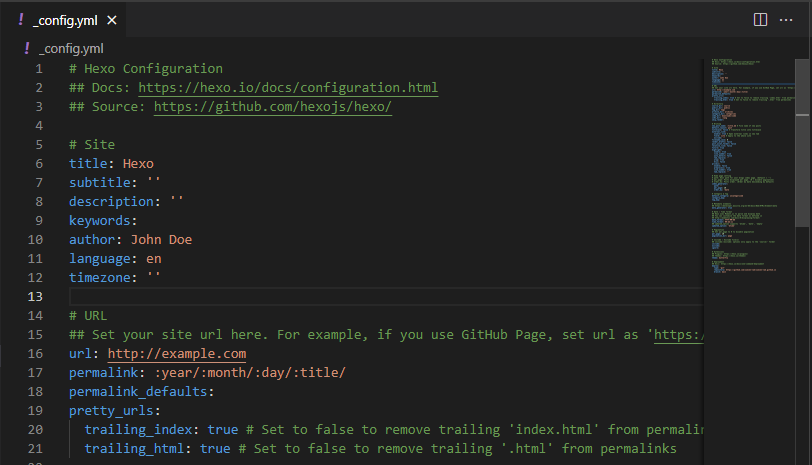 ! _config.yml ×
! _config.yml
1 # Hexo Configuration
2 ## Docs: https://hexo.io/docs/configuration.html
3 ## Source: https://github.com/hexojs/hexo/
4
5 # Site
6 title: Hexo
7 subtitle: ''
8 description: ''
9 keywords:
10 author: John Doe
11 language: en
12 timezone: ''
13
14 # URL
15 ## Set your site url here. For example, if you use GitHub Page, set url as 'https:/
16 url: http://example.com
17 permalink: :year/:month/:day/:title/
18 permalink_defaults:
19 pretty_urls:
20 trailing_index: true # Set to false to remove trailing 'index.html' from permalin
21 trailing_html: true # Set to false to remove trailing '.html' from permalinks